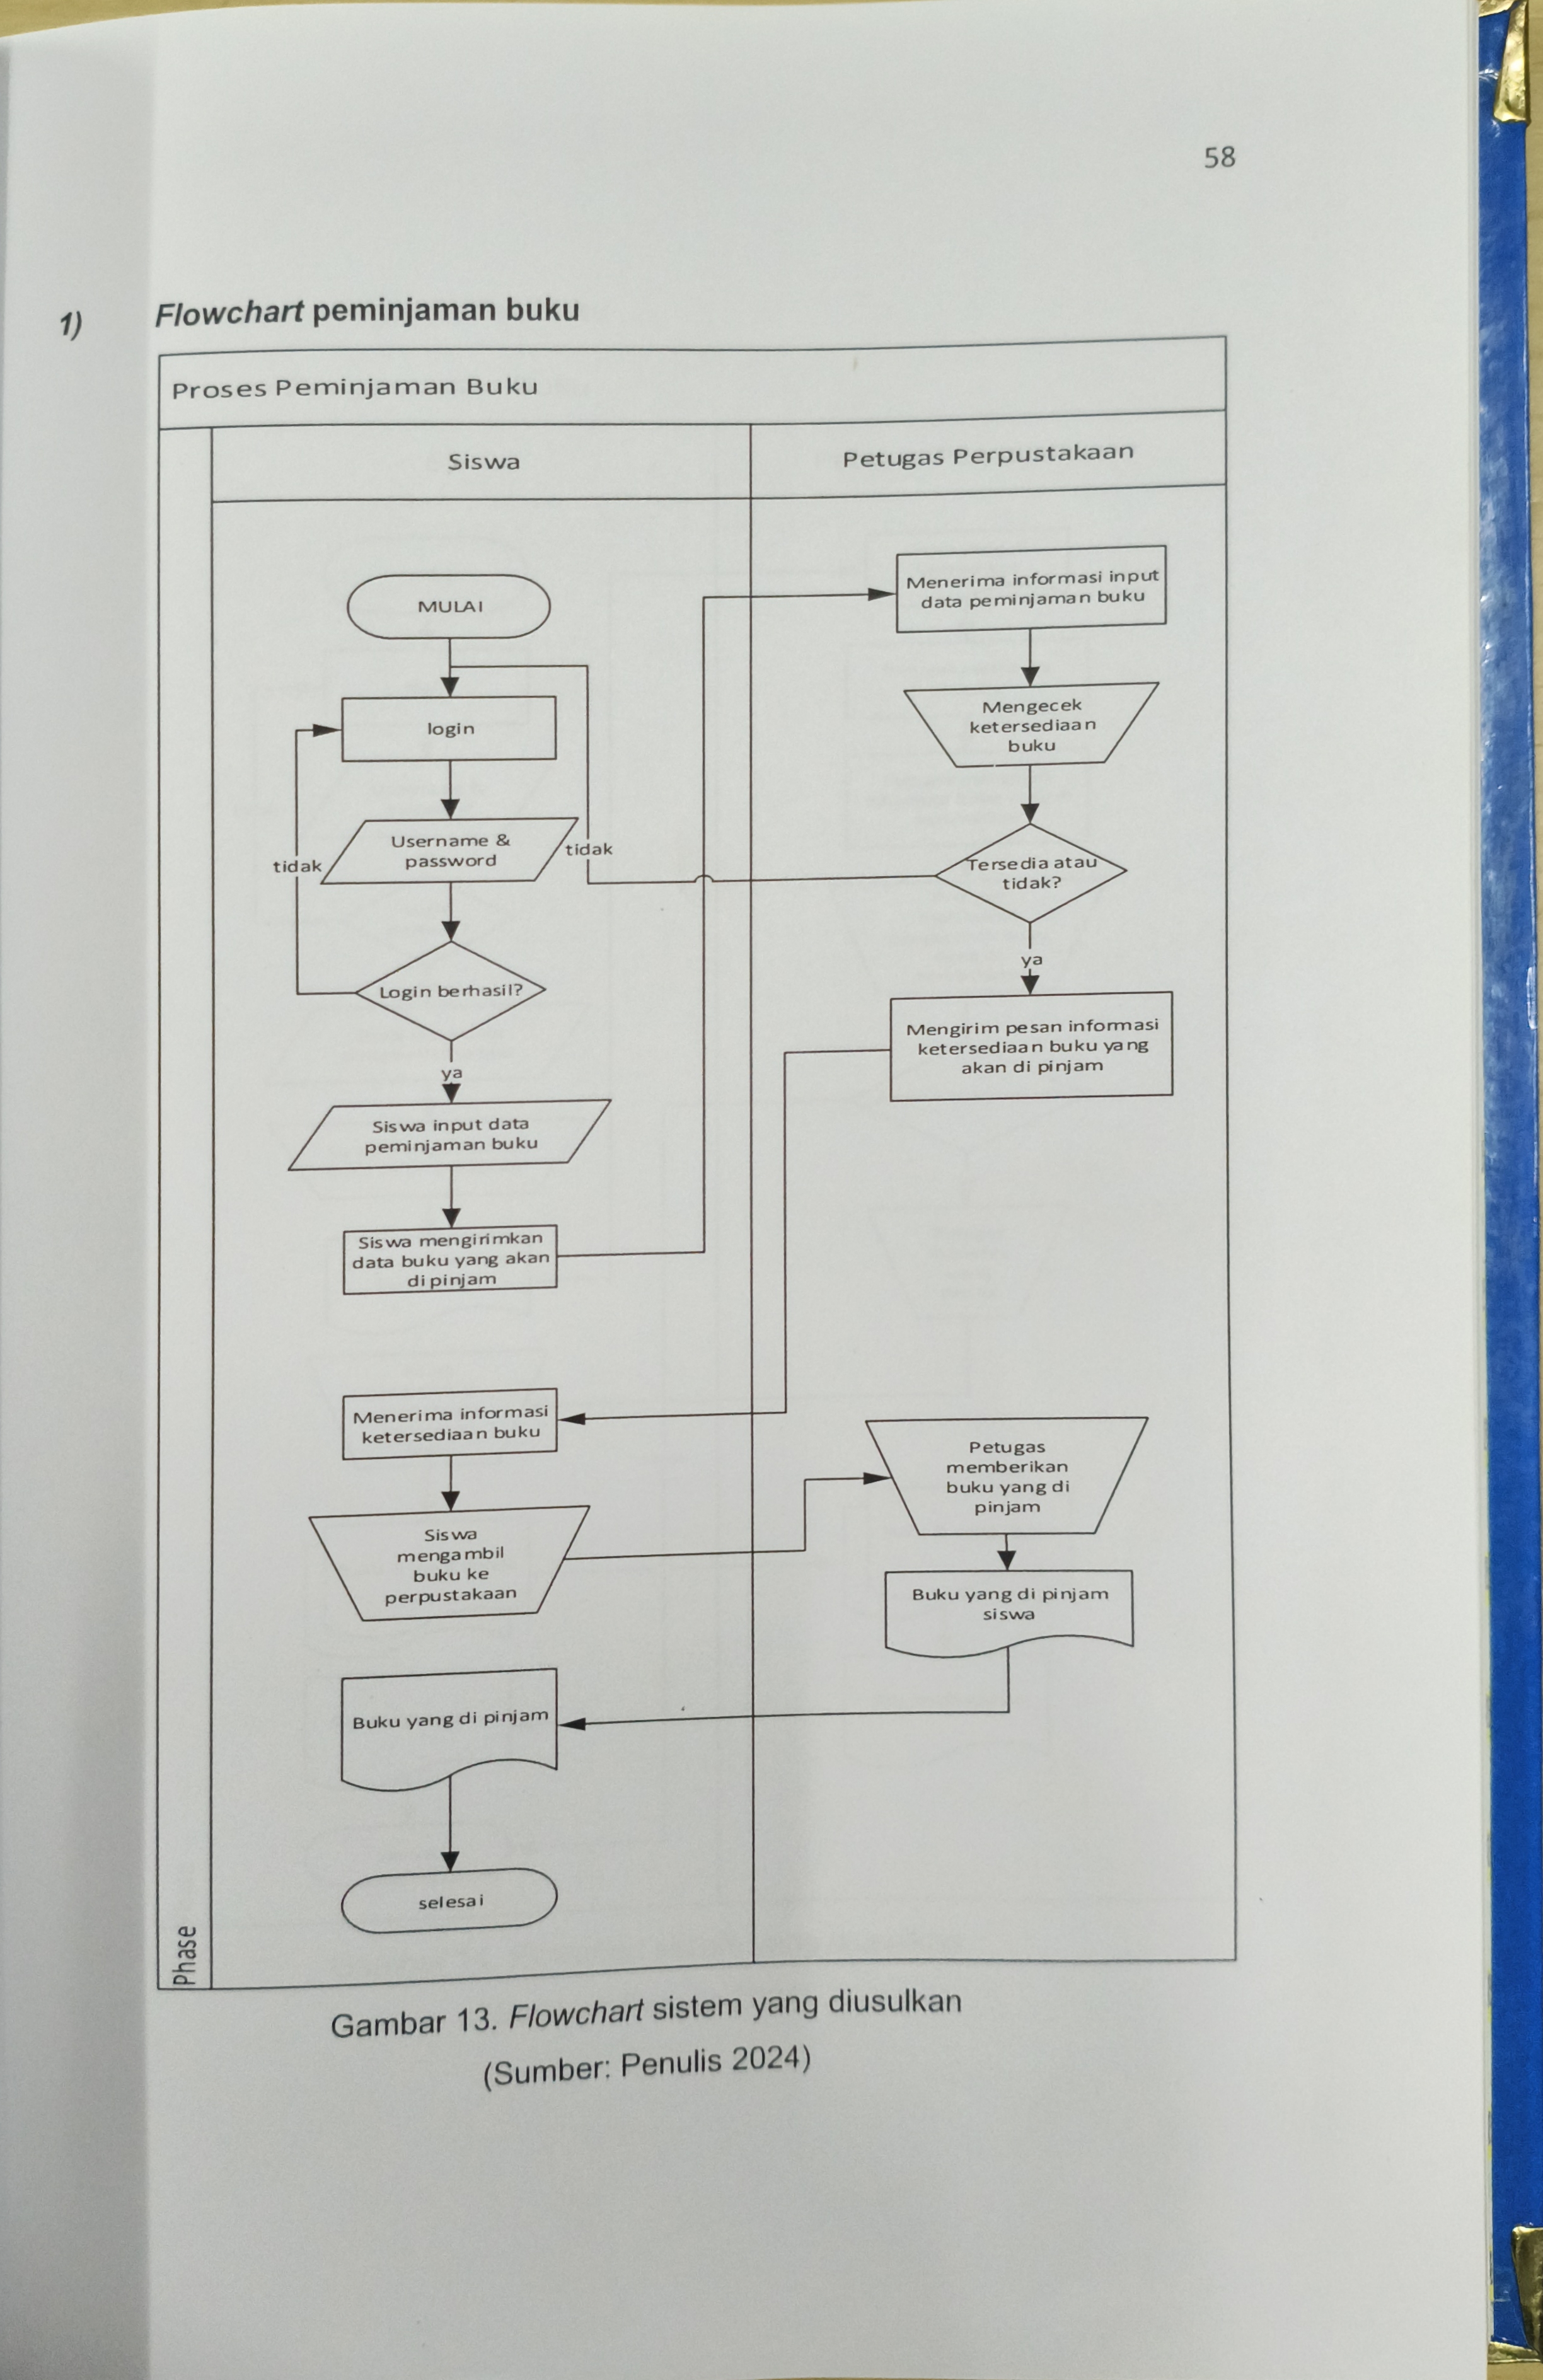 58
1) Flowchart peminjaman buku
Proses Peminjaman Buku
Siswa
Petugas Perpustakaan
MULAI
login
Username &
password
tidak
tidak
Login berhasil?
ya
Siswa input data
peminjaman buku
Siswa mengirimkan
data buku yang akan
di pinjam
Menerima informasi input
data peminjaman buku
Mengecek
ketersediaan
buku
Tersedia atau
tidak?
ya
Mengirim pesan informasi
ketersediaan buku yang
akan di pinjam
Menerima informasi
ketersediaan buku
Siswa
mengambil
buku ke
perpustakaan
Petugas
memberikan
buku yang di
pinjam
Buku yang di pinjam
siswa
Buku yang di pinjam
selesai
Phase
Gambar 13. Flowchart sistem yang diusulkan
(Sumber: Penulis 2024)